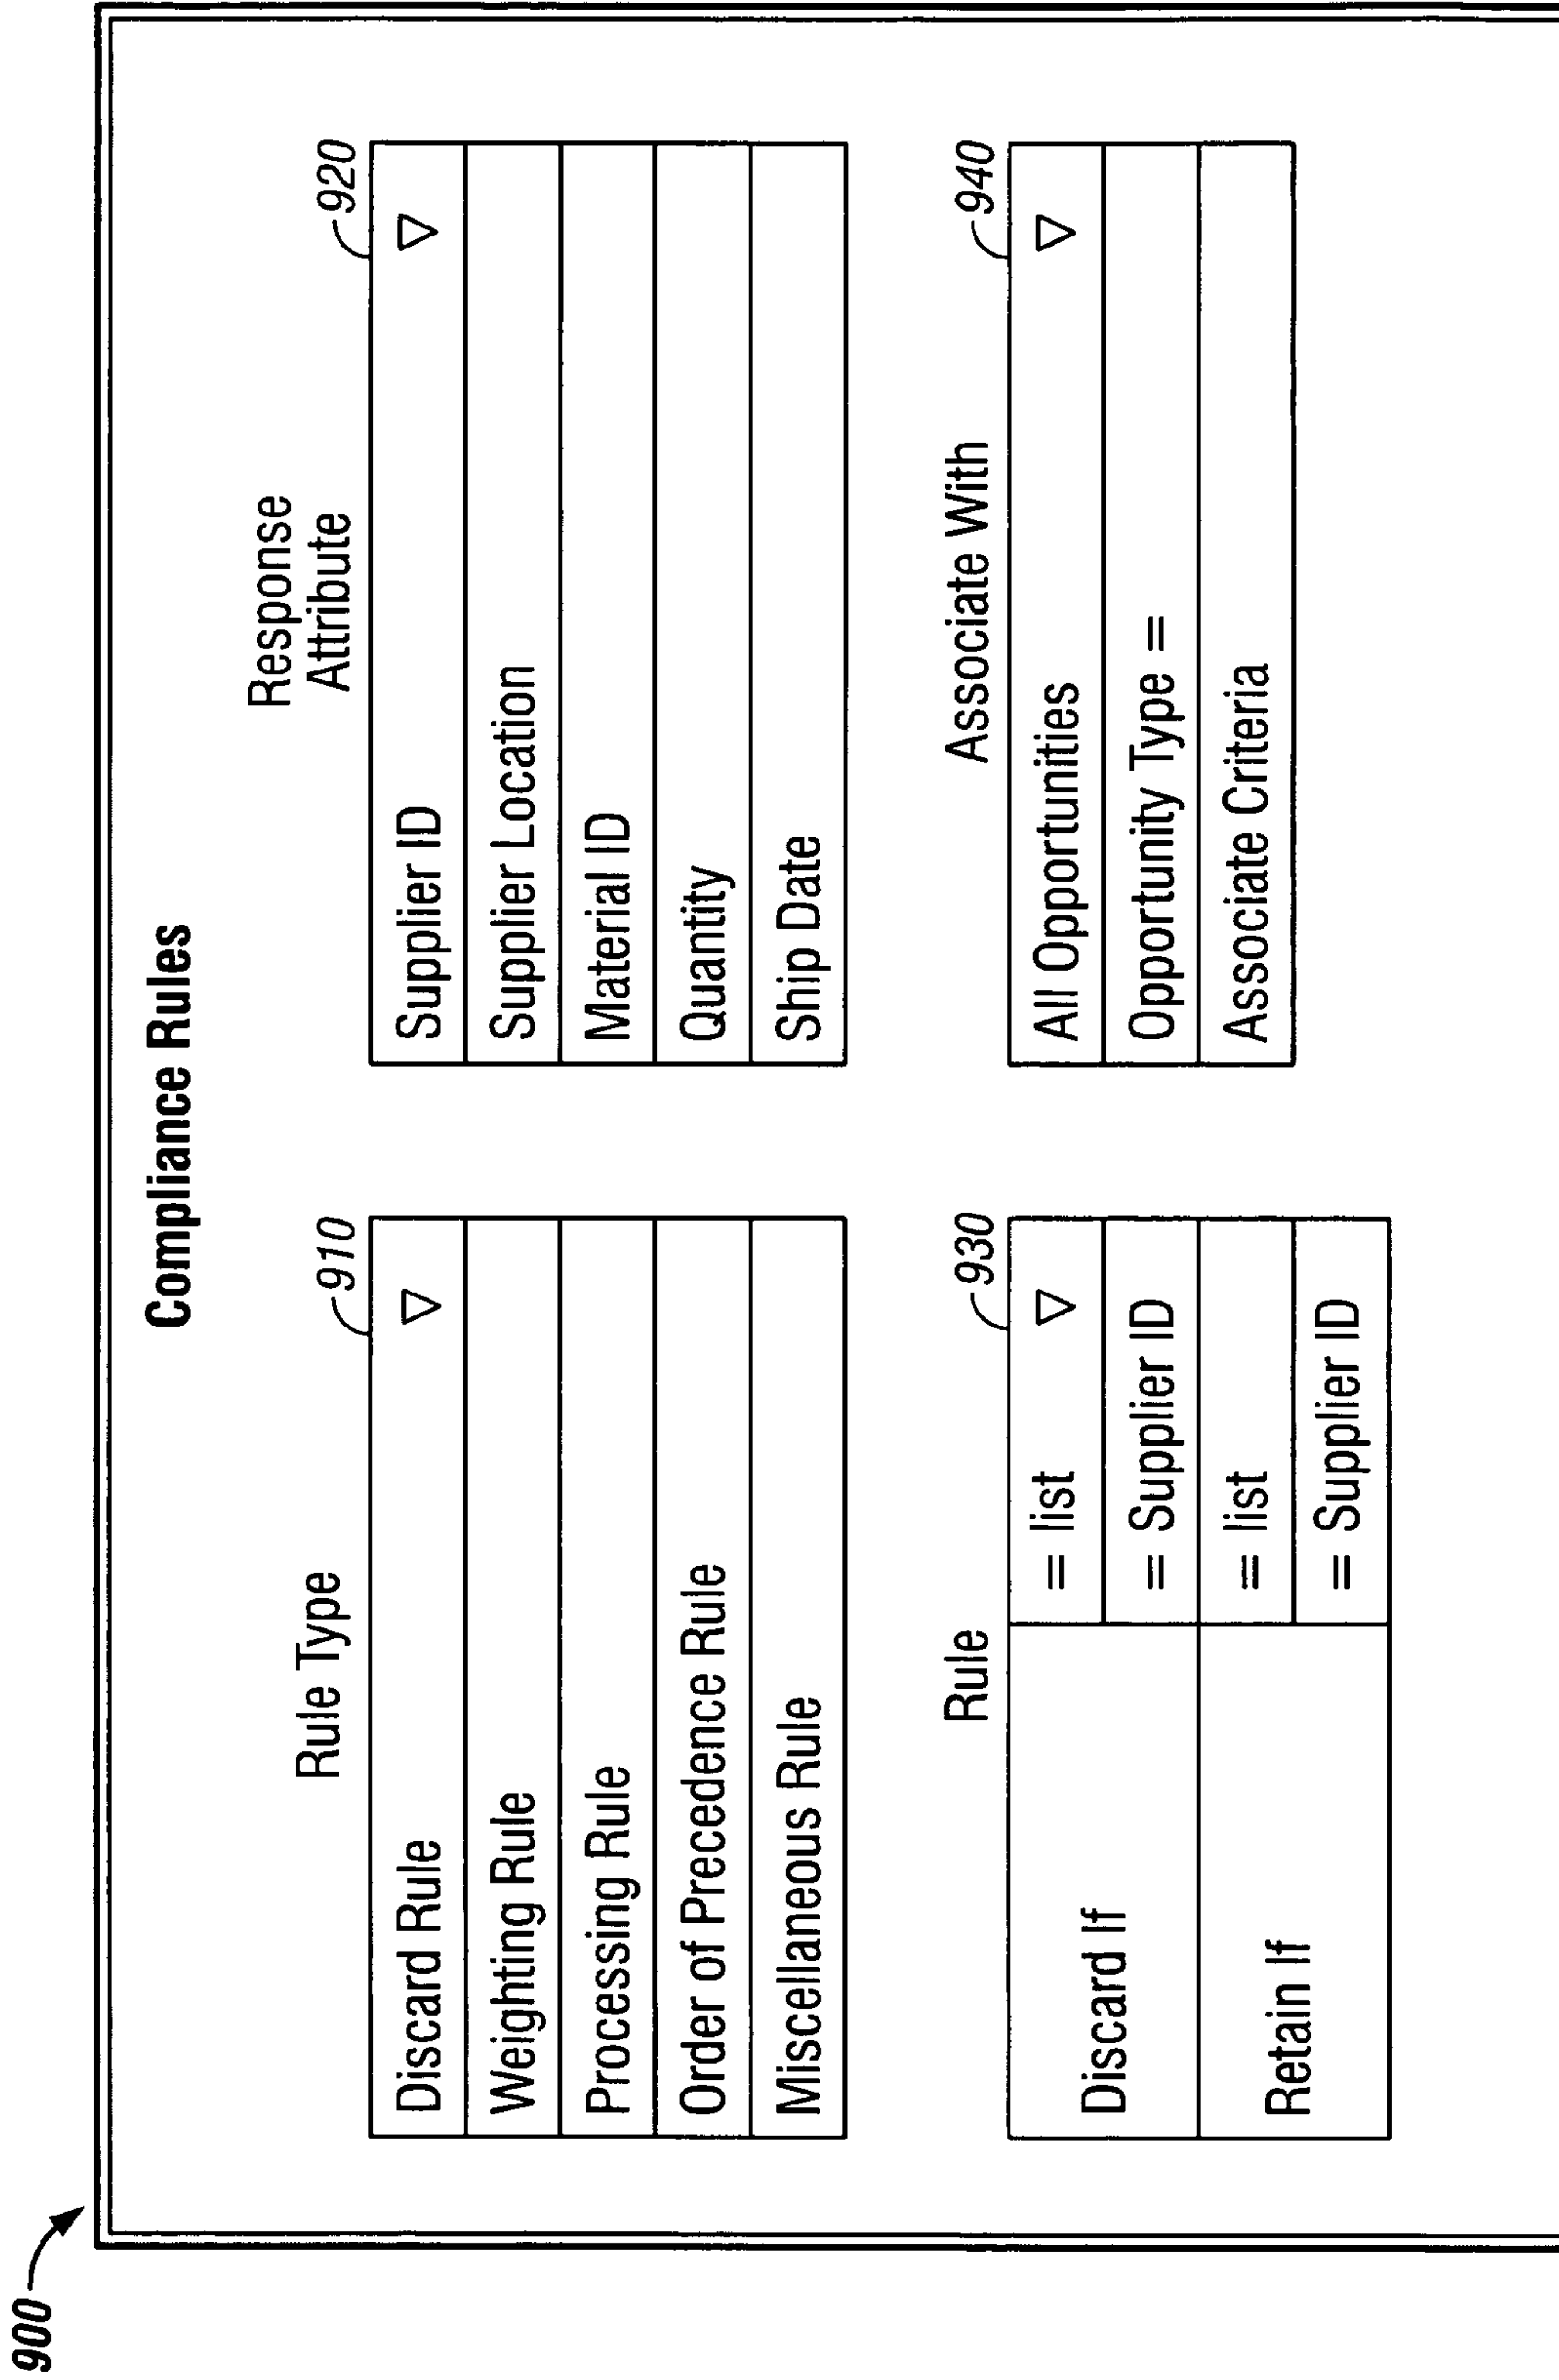 900
Compliance Rules
Rule Type
910
Discard Rule
Weighting Rule
Processing Rule
Order of Precedence Rule
Miscellaneous Rule
Response
Attribute
920
Supplier ID
Supplier Location
Material ID
Quantity
Ship Date
Rule
930
Discard If
= list
= Supplier ID
Retain If
= list
= Supplier ID
Associate With
940
All Opportunities
Opportunity Type =
Associate Criteria